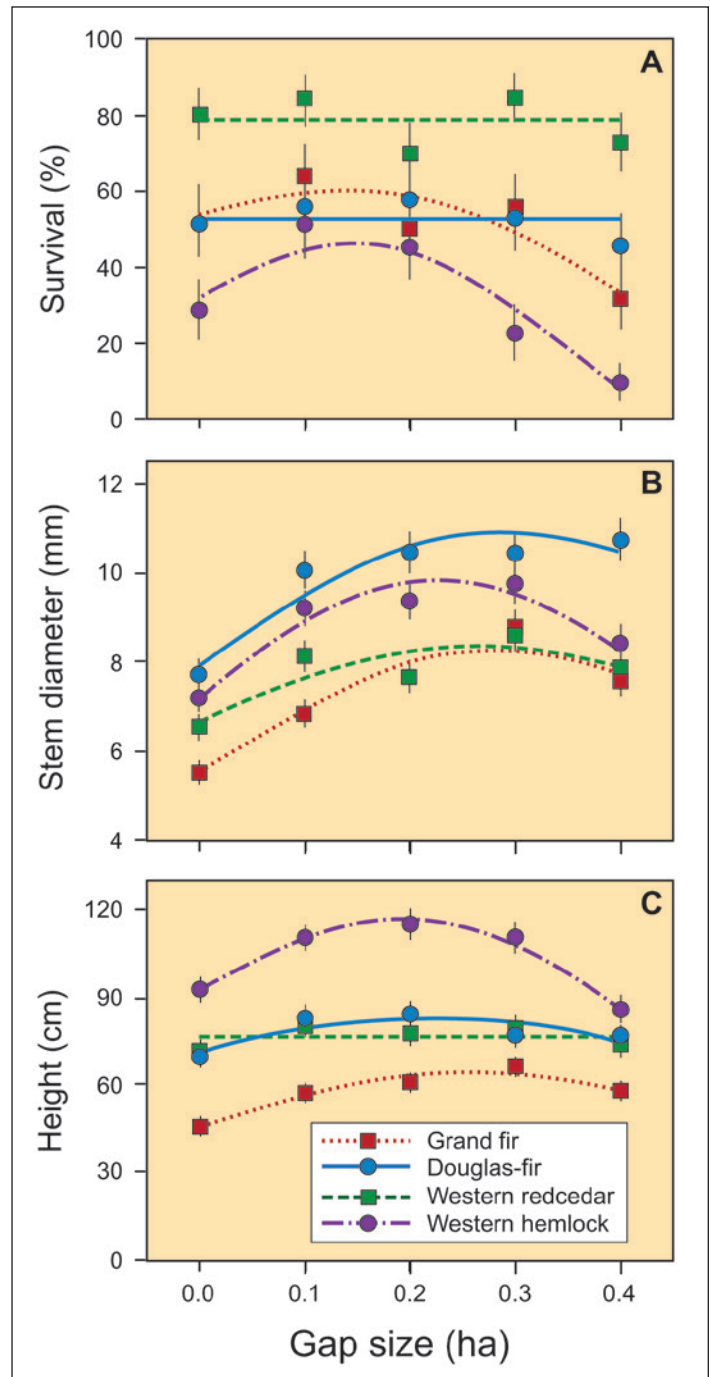 A
100
80
60
40
20
0
Survival (%)
B
12
10
8
6
4
Stem diameter (mm)
C
120
90
60
30
0
Height (cm)
Grand fir
Douglas-fir
Western redcedar
Western hemlock
0.0 0.1 0.2 0.3 0.4
Gap size (ha)